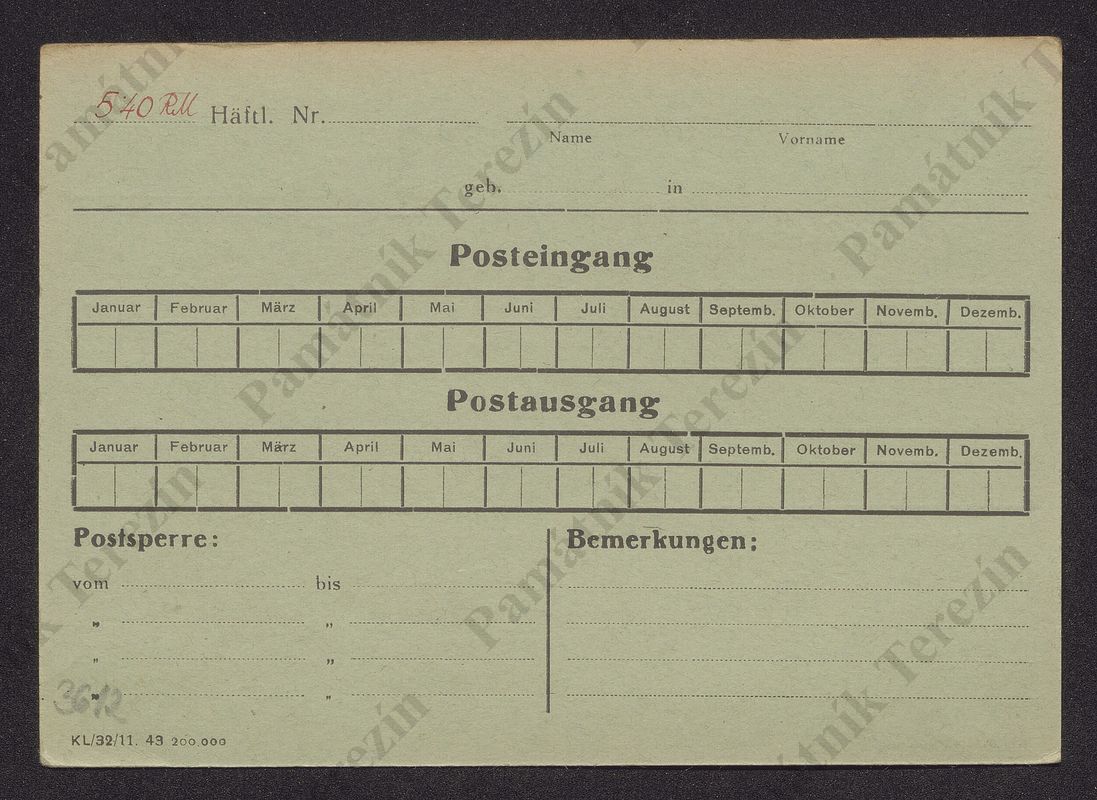 540 RM Häftl. Nr.
Name Vorname
geb. in
Posteingang
Januar Februar März April Mai Juni Juli August Septemb. Oktober Novemb. Dezemb.
Postausgang
Januar Februar März April Mai Juni Juli August Septemb. Oktober Novemb. Dezemb.
Postsperre: Bemerkungen:
vom bis
„ „
„ „
„ „
3612
KL/32/11. 43 200.000
Památník Terezín